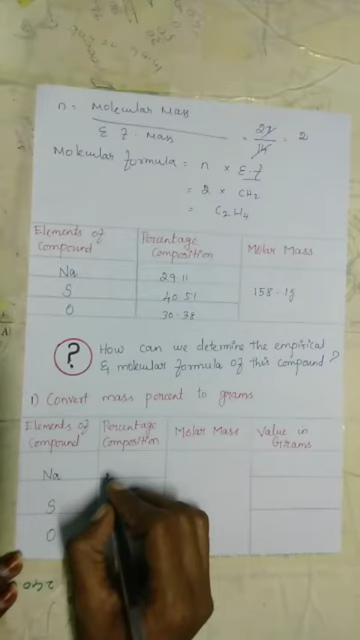 n = Molecular Mass
E F. Mass
= 28/14 = 2
Molecular formula = n × E.F
= 2 × CH2
= C2H4
Elements of Compound Percentage Composition Molar Mass
Na 29.11
S 40.51 158.1g
O 30.38
? How can we determine the empirical
& molecular formula of this compound?
1) Convert mass percent to grams
Elements of Compound Percentage Composition Molar Mass Value in Grams
Na
S
O